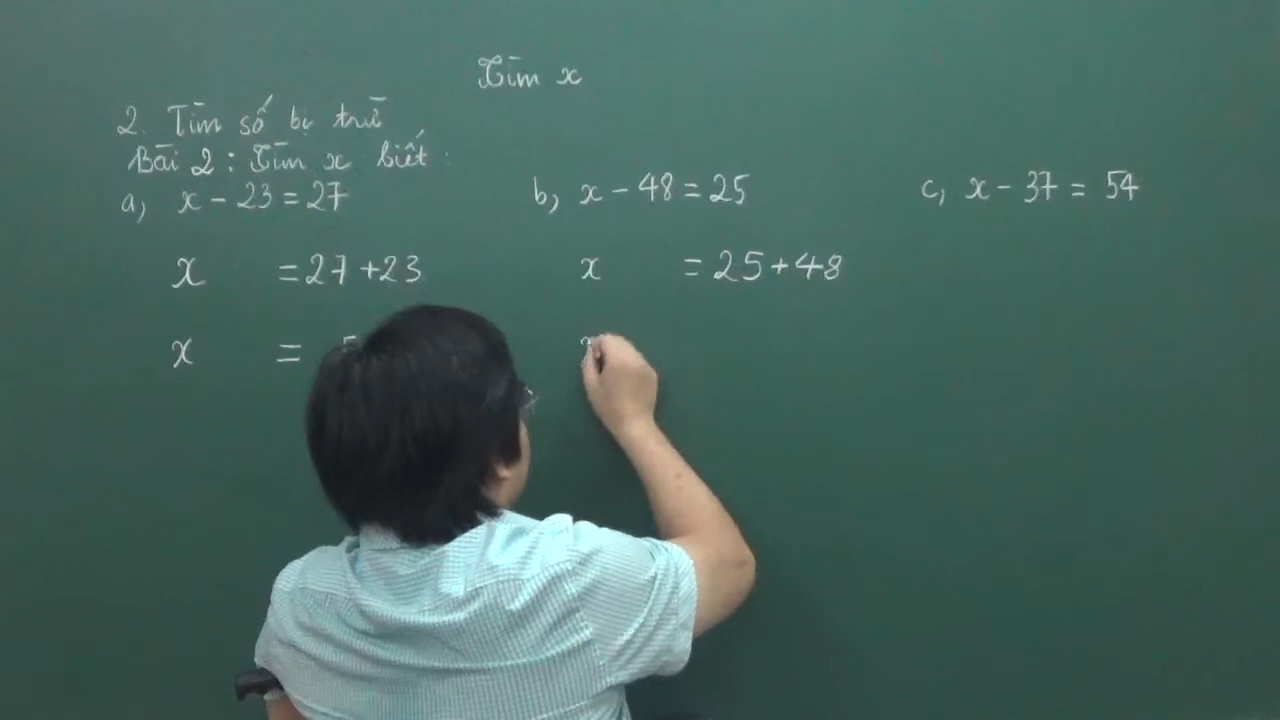 Tìm x
2. Tìm số bị trừ
Bài 2: Tìm x biết:
a, x - 23 = 27
x = 27 + 23
x =
b, x - 48 = 25
x = 25 + 48
c, x - 37 = 54